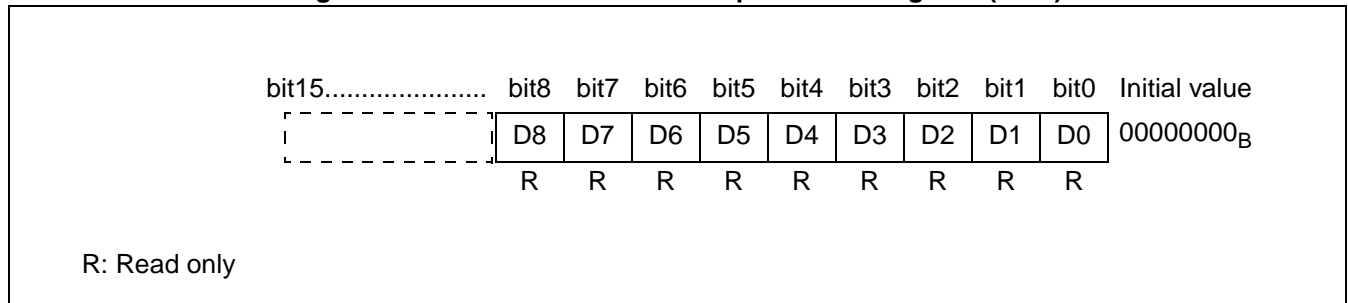 bit15...................... bit8 bit7 bit6 bit5 bit4 bit3 bit2 bit1 bit0 Initial value
D8 D7 D6 D5 D4 D3 D2 D1 D0 00000000B
R R R R R R R R R
R: Read only